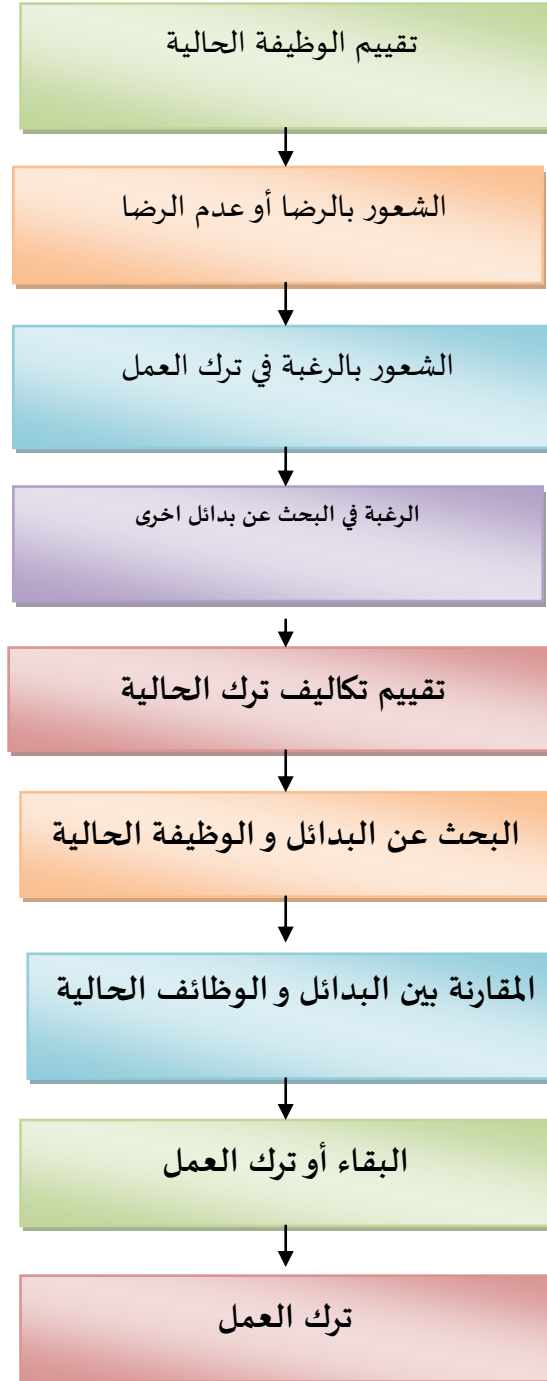 تقييم الوظيفة الحالية
الشعور بالرضا أو عدم الرضا
الشعور بالرغبة في ترك العمل
الرغبة في البحث عن بدائل اخرى
تقييم تكاليف ترك الحالية
البحث عن البدائل و الوظيفة الحالية
المقارنة بين البدائل و الوظائف الحالية
البقاء أو ترك العمل
ترك العمل